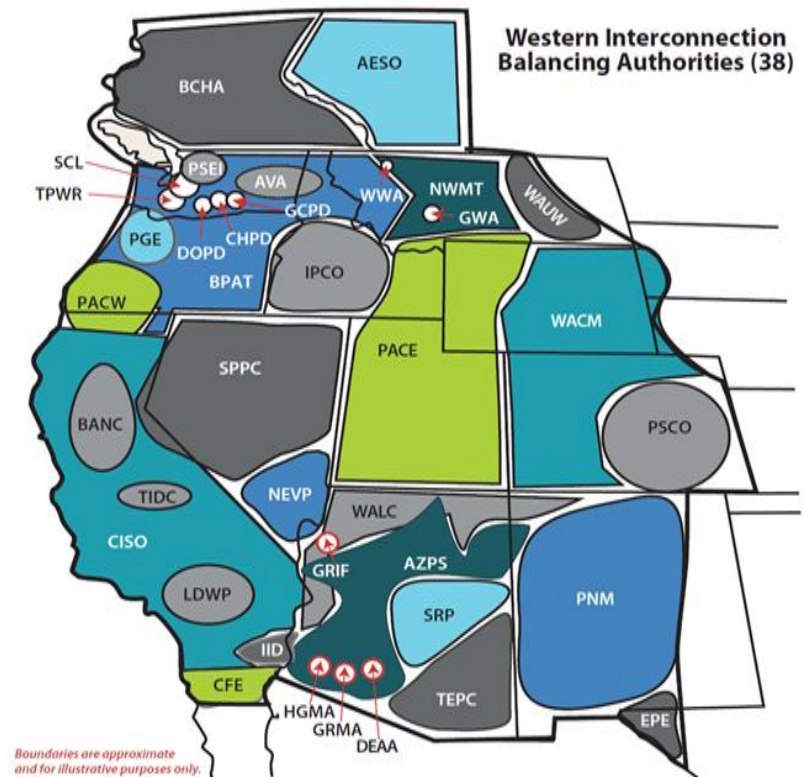 Western Interconnection
Balancing Authorities (38)
AESO
BCHA
SCL
PSEI
TPWR
AVA
WWA
NWMT
WAUW
GCPD
GWA
PGE
DOPD
CHPD
BPAT
IPCO
PACW
WACM
SPPC
PACE
BANC
PSCO
TIDC
NEVP
WALC
CISO
GRIF
AZPS
LDWP
SRP
PNM
IID
CFE
TEPC
HGMA
GRMA
DEAA
EPE
Boundaries are approximate
and for illustrative purposes only.